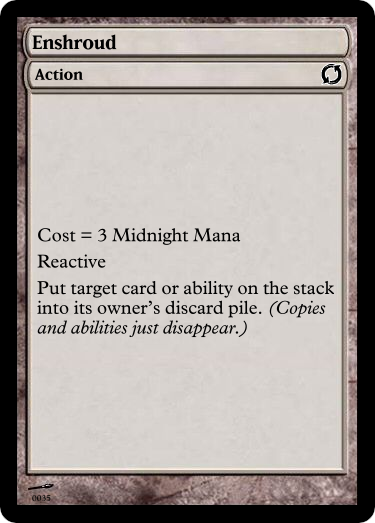 Enshroud
Action
Cost = 3 Midnight Mana
Reactive
Put target card or ability on the stack
into its owner's discard pile. (Copies
and abilities just disappear.)
0035